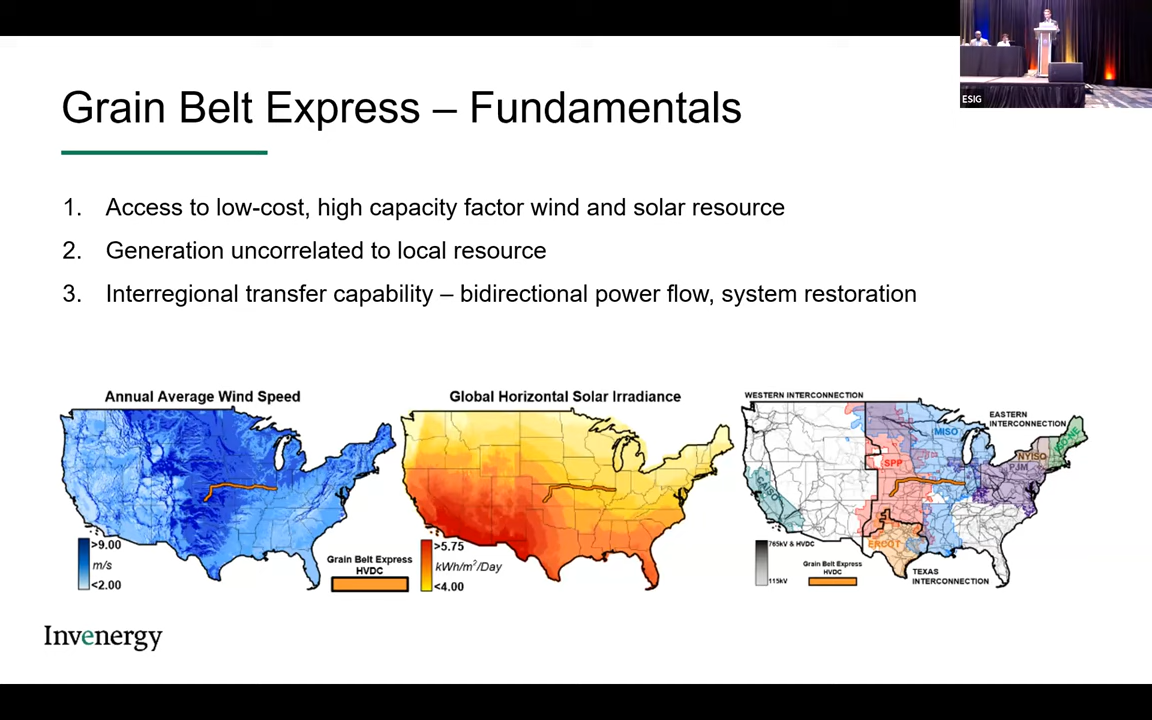 ESIG
Grain Belt Express – Fundamentals
1. Access to low-cost, high capacity factor wind and solar resource
2. Generation uncorrelated to local resource
3. Interregional transfer capability – bidirectional power flow, system restoration
Annual Average Wind Speed
>9.00
m/s
<2.00
Grain Belt Express
HVDC
Global Horizontal Solar Irradiance
>5.75
kWh/m²/Day
<4.00
WESTERN INTERCONNECTION
EASTERN
INTERCONNECTION
MISO
ISONE
NYISO
PJM
SPP
CAISO
ERCOT
765kV & HVDC
115kV
Grain Belt Express
HVDC
TEXAS
INTERCONNECTION
Invenergy